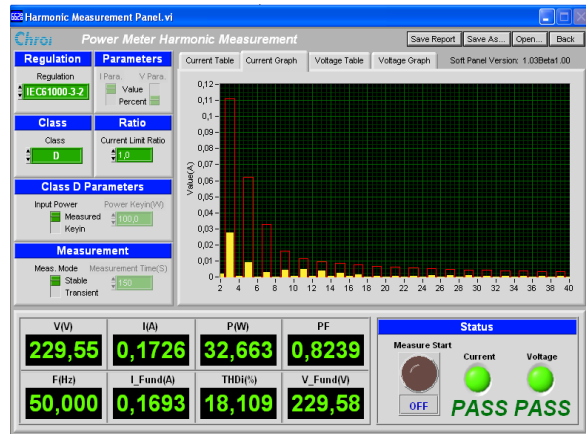 Harmonic Measurement Panel.vi
Chroma Power Meter Harmonic Measurement
Save Report Save As... Open... Back
Regulation Parameters
Regulation
IEC61000-3-2
I Para. V Para.
Value
Percent
Class Ratio
Class Current Limit Ratio
D 1,0
Class D Parameters
Input Power Power Keyin(W)
Measured 100,0
Keyin
Measurement
Meas. Mode Measurement Time(S)
Stable 150
Transient
Current Table Current Graph Voltage Table Voltage Graph Soft Panel Version: 1.03Beta1.00
Value(A)
0,12
0,11
0,1
0,09
0,08
0,07
0,06
0,05
0,04
0,03
0,02
0,01
0
2 4 6 8 10 12 14 16 18 20 22 24 26 28 30 32 34 36 38 40
V(V) I(A) P(W) PF
229,55 0,1726 32,663 0,8239
F(Hz) I_Fund(A) THDi(%) V_Fund(V)
50,000 0,1693 18,109 229,58
Status
Measure Start
Current Voltage
OFF
PASS PASS